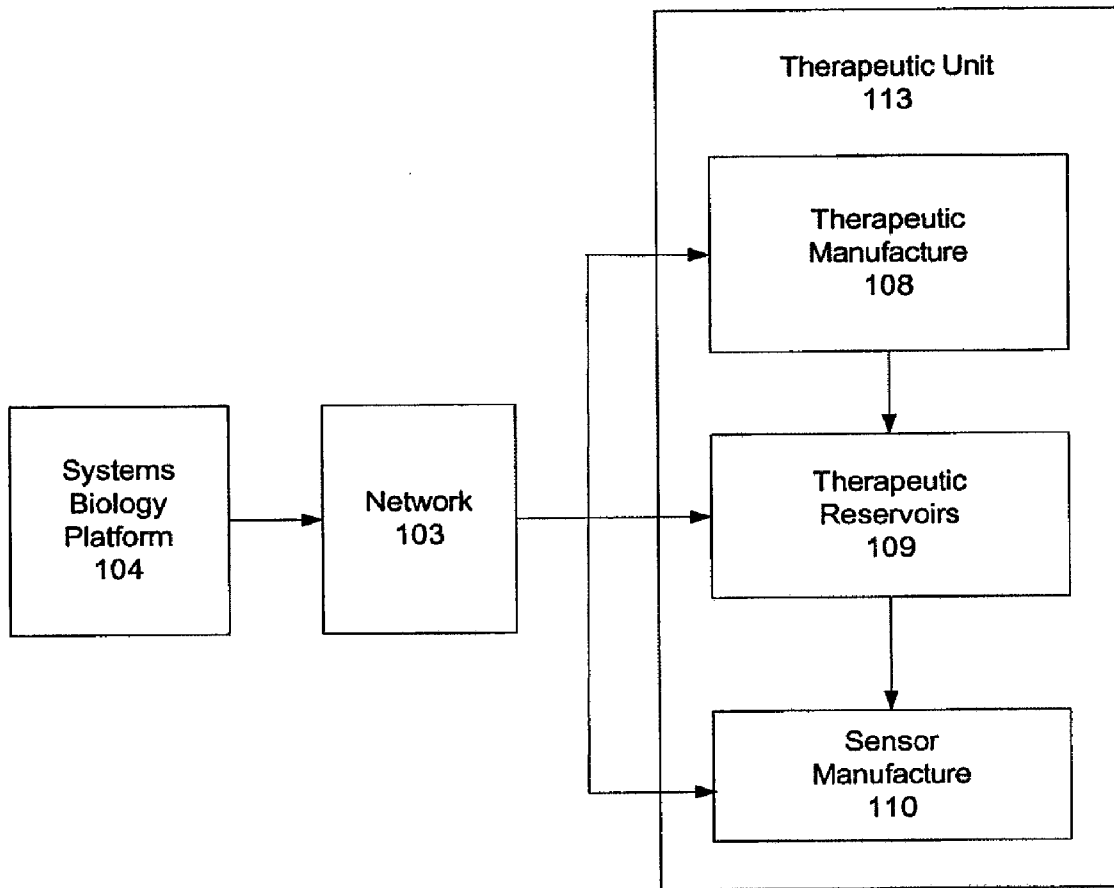 Therapeutic Unit
113
Therapeutic
Manufacture
108
Systems
Biology
Platform
104
Network
103
Therapeutic
Reservoirs
109
Sensor
Manufacture
110